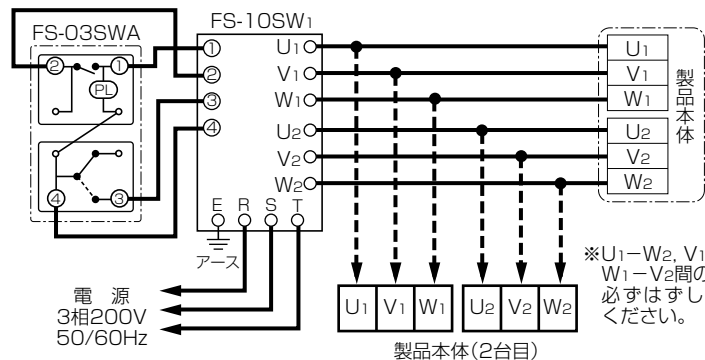 FS-10SW1
FS-03SWA
② ①
PL
④ ③
①
②
③
④
U1
V1
W1
U2
V2
W2
E R S T
アース
電 源
3相200V
50/60Hz
U1
V1
W1
U2
V2
W2
製品本体
U1 V1 W1 U2 V2 W2
製品本体(2台目)
※U1−W2, V1
W1−V2間の
必ずはずし
ください。